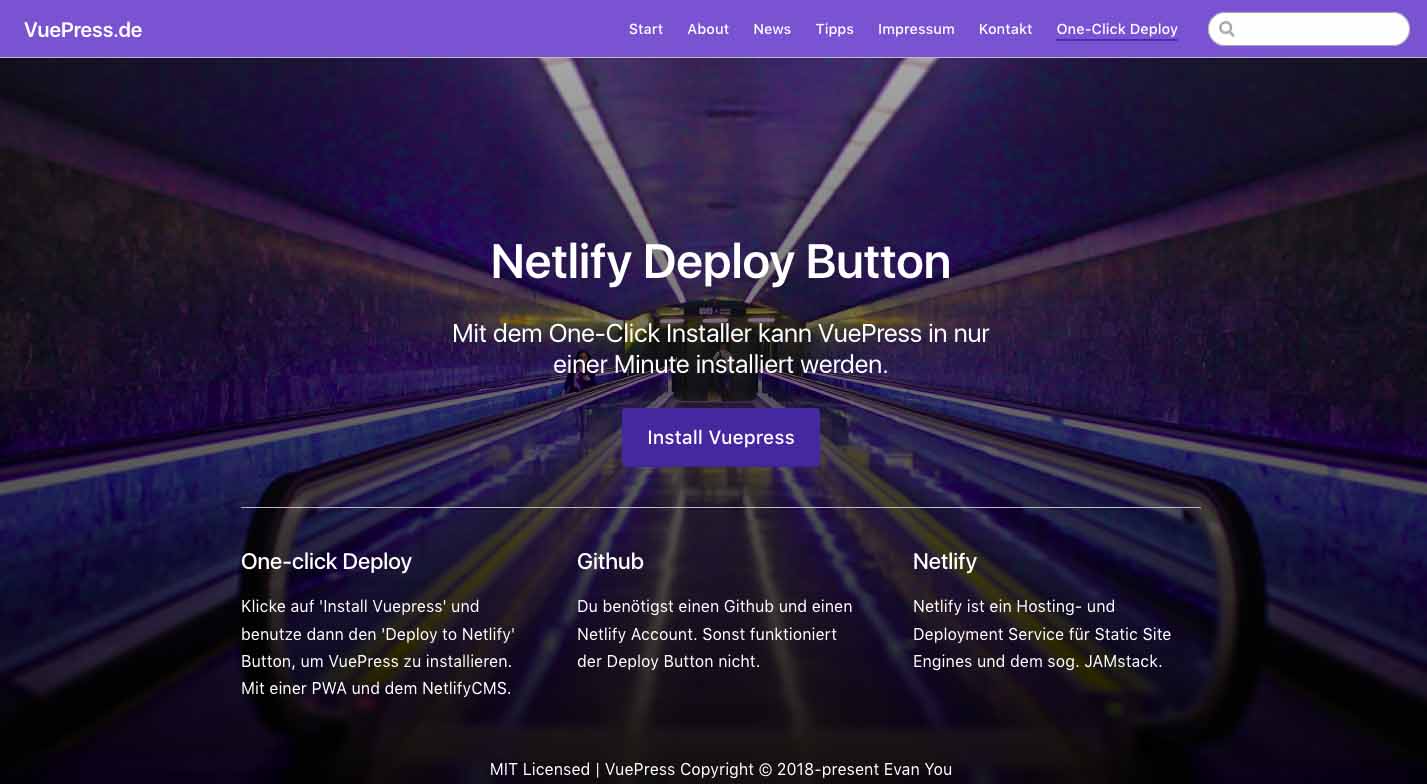 VuePress.de
Start About News Tipps Impressum Kontakt One-Click Deploy
Netlify Deploy Button
Mit dem One-Click Installer kann VuePress in nur
einer Minute installiert werden.
Install Vuepress
One-click Deploy
Klicke auf 'Install Vuepress' und
benutze dann den 'Deploy to Netlify'
Button, um VuePress zu installieren.
Mit einer PWA und dem NetlifyCMS.
Github
Du benötigst einen Github und einen
Netlify Account. Sonst funktioniert
der Deploy Button nicht.
Netlify
Netlify ist ein Hosting- und
Deployment Service für Static Site
Engines und dem sog. JAMstack.
MIT Licensed | VuePress Copyright © 2018-present Evan You